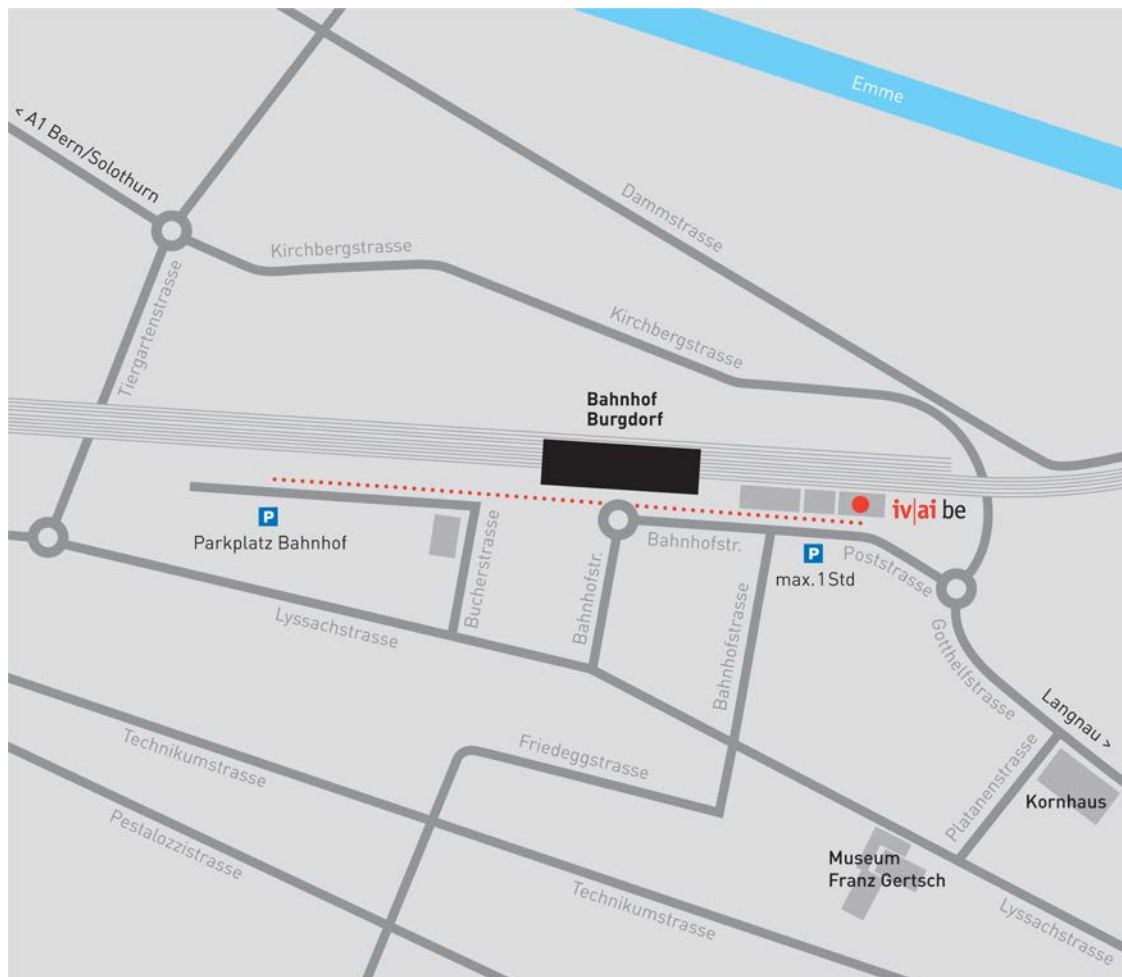 Emme
< A1 Bern/Solothurn
Dammstrasse
Kirchbergstrasse
Kirchbergstrasse
Tiergartenstrasse
Bahnhof
Burgdorf
iv|ai be
P
Parkplatz Bahnhof
Bahnhofstr.
P
max. 1 Std
Poststrasse
Bucherstrasse
Bahnhofstr.
Lyssachstrasse
Bahnhofstrasse
Gotthelfstrasse
Langnau >
Technikumstrasse
Friedeggstrasse
Platanenstrasse
Kornhaus
Pestalozzistrasse
Museum
Franz Gertsch
Technikumstrasse
Lyssachstrasse